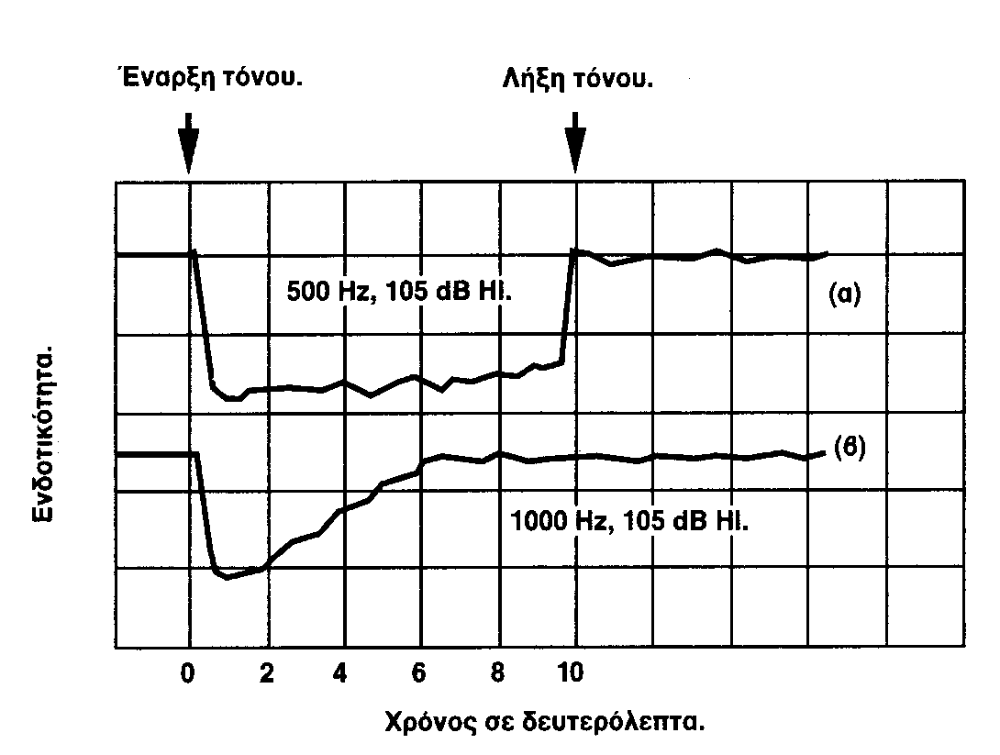 Έναρξη τόνου.
Λήξη τόνου.
500 Hz, 105 dB Hl.
(α)
Ενδοτικότητα.
(6)
1000 Hz, 105 dB Hl.
0 2 4 6 8 10
Χρόνος σε δευτερόλεπτα.